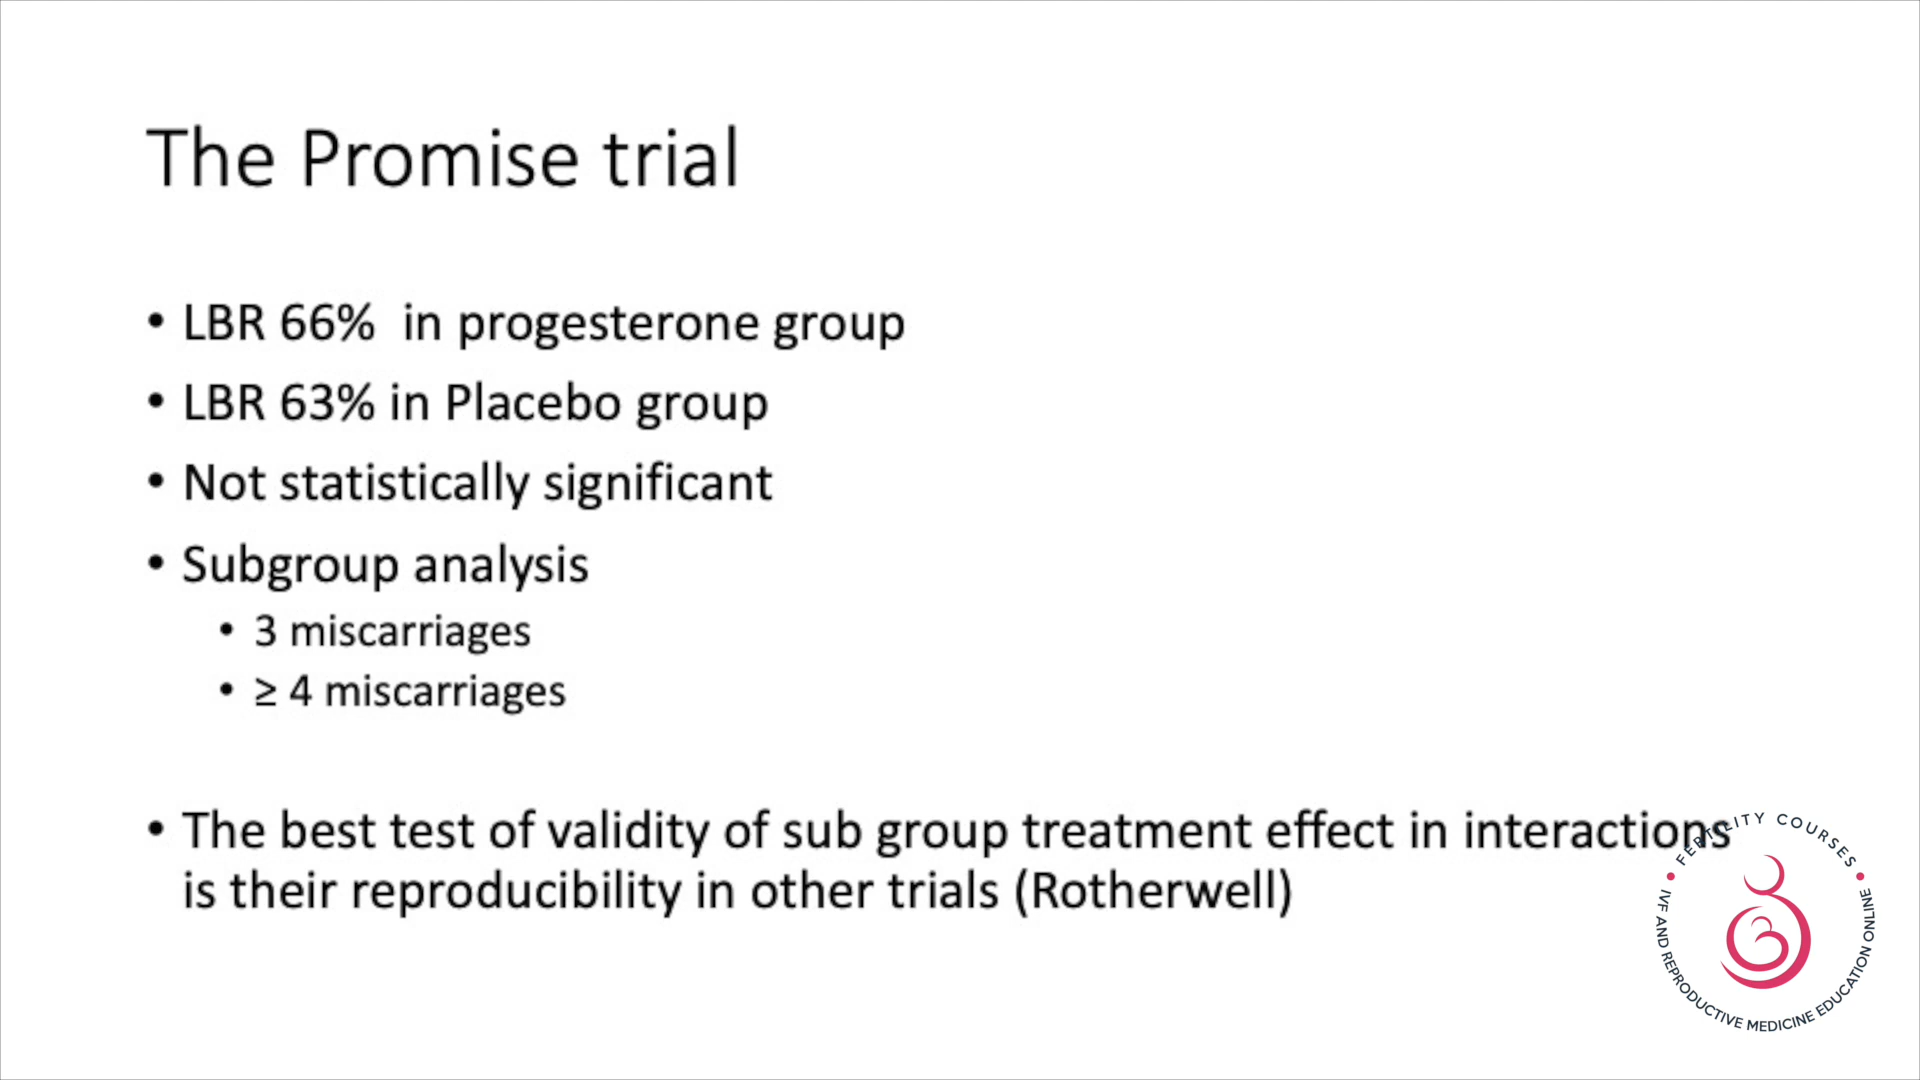 The Promise trial
• LBR 66% in progesterone group
• LBR 63% in Placebo group
• Not statistically significant
• Subgroup analysis
• 3 miscarriages
• ≥ 4 miscarriages
• The best test of validity of sub group treatment effect in interactions
is their reproducibility in other trials (Rotherwell)
FERTILITY COURSES
IVF AND REPRODUCTIVE MEDICINE EDUCATION ONLINE